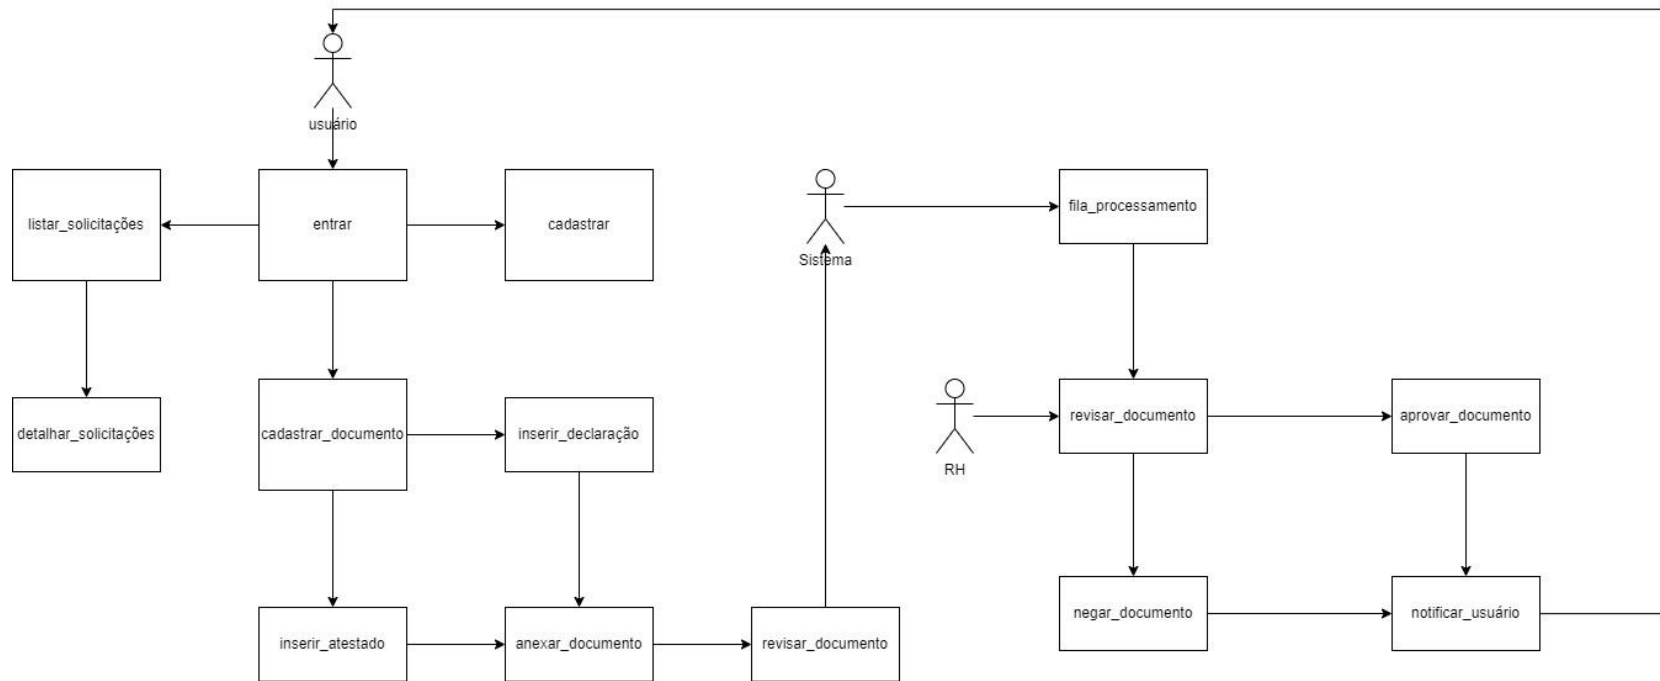 usuário
listar_solicitações
entrar
cadastrar
Sistema
fila_processamento
detalhar_solicitações
cadastrar_documento
inserir_declaração
RH
revisar_documento
aprovar_documento
inserir_atestado
anexar_documento
revisar_documento
negar_documento
notificar_usuário